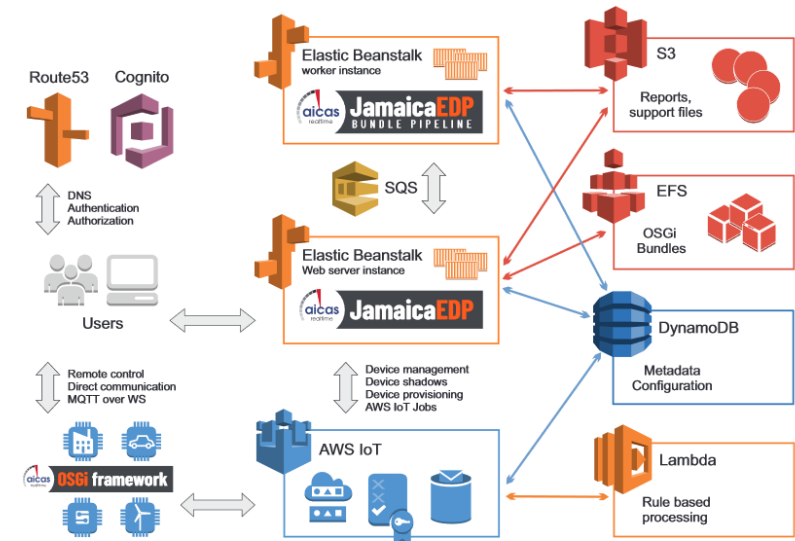 Route53
Cognito
DNS
Authentication
Authorization
Users
Remote control
Direct communication
MQTT over WS
aicas
realtime
OSGi framework
Elastic Beanstalk
worker instance
aicas
realtime
JamaicaEDP
BUNDLE PIPELINE
SQS
Elastic Beanstalk
Web server instance
aicas
realtime
JamaicaEDP
Device management
Device shadows
Device provisioning
AWS IoT Jobs
AWS IoT
S3
Reports,
support files
EFS
OSGi
Bundles
DynamoDB
Metadata
Configuration
Lambda
Rule based
processing